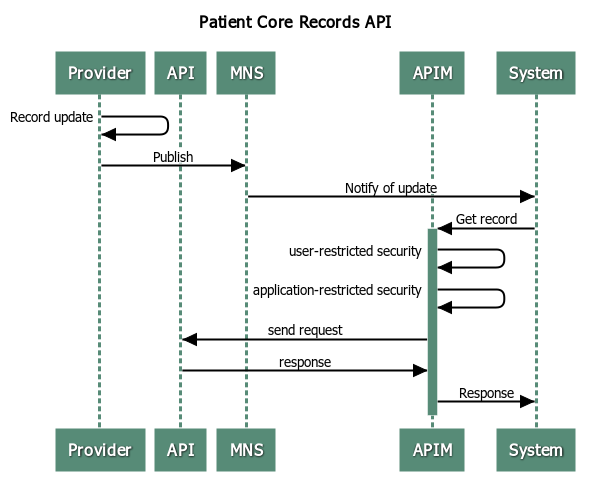 Patient Core Records API
Provider API MNS APIM System
Record update
Publish
Notify of update
Get record
user-restricted security
application-restricted security
send request
response
Response
Provider API MNS APIM System